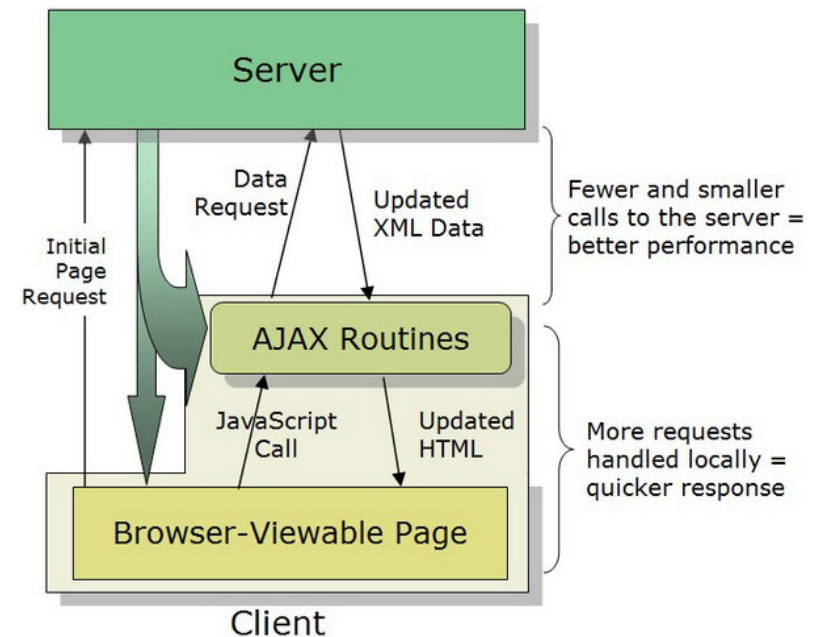 Server
Data
Request
Updated
XML Data
Fewer and smaller
calls to the server =
better performance
Initial
Page
Request
AJAX Routines
JavaScript
Call
Updated
HTML
More requests
handled locally =
quicker response
Browser-Viewable Page
Client